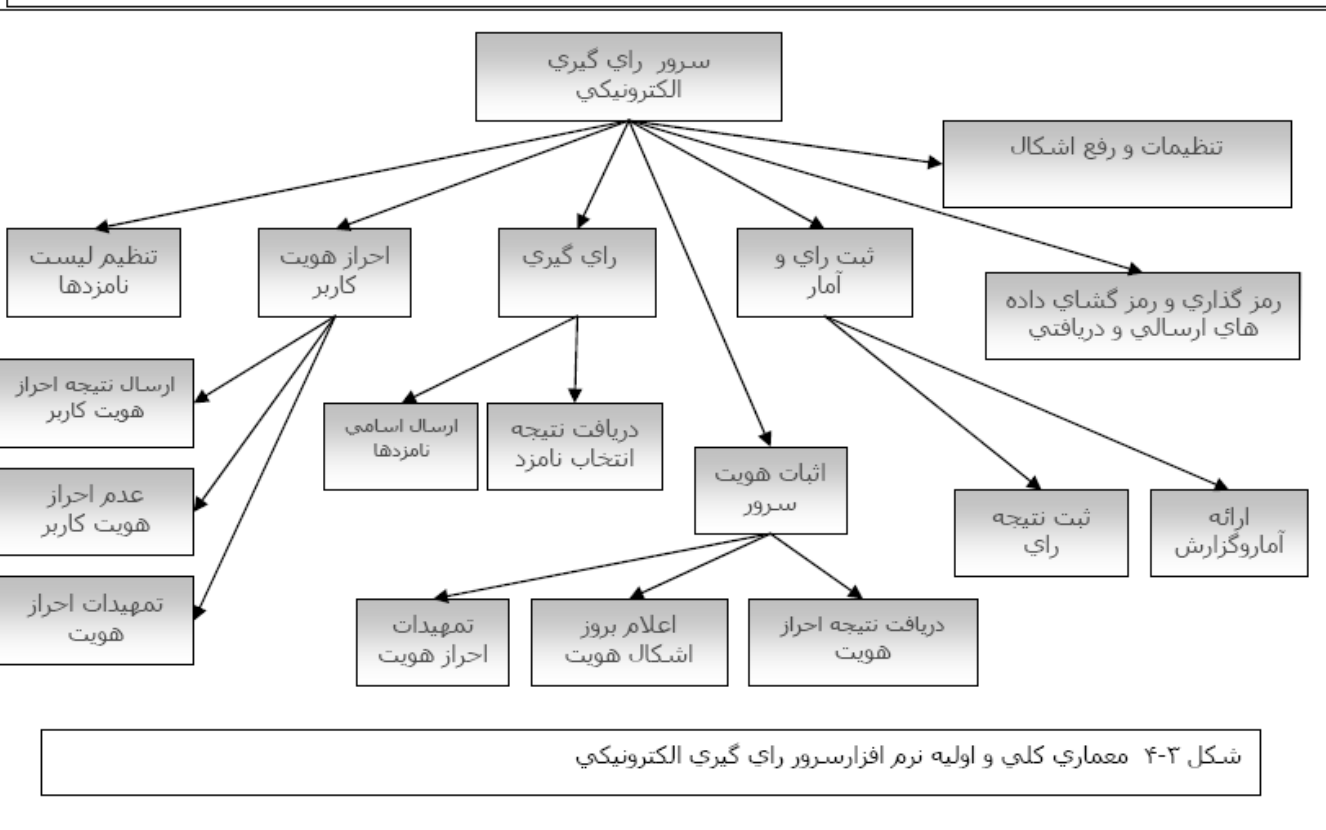 سرور راي گيري
الكترونيكي
تنظيمات و رفع اشكال
تنظيم ليست
نامزدها
احراز هويت
كاربر
راي گيري
ثبت راي و
آمار
رمز گذاري و رمز گشاي داده
هاي ارسالي و دريافتي
ارسال نتيجه احراز
هويت كاربر
عدم احراز
هويت كاربر
تمهيدات احراز
هويت
ارسال اسامي
نامزدها
دريافت نتيجه
انتخاب نامزد
اثبات هويت
سرور
ثبت نتيجه
راي
ارائه
آماروگزارش
تمهيدات
احراز هويت
اعلام بروز
اشكال هويت
دريافت نتيجه احراز
هويت
شكل ۳-۴ معماري كلي و اوليه نرم افزارسرور راي گيري الكترونيكي